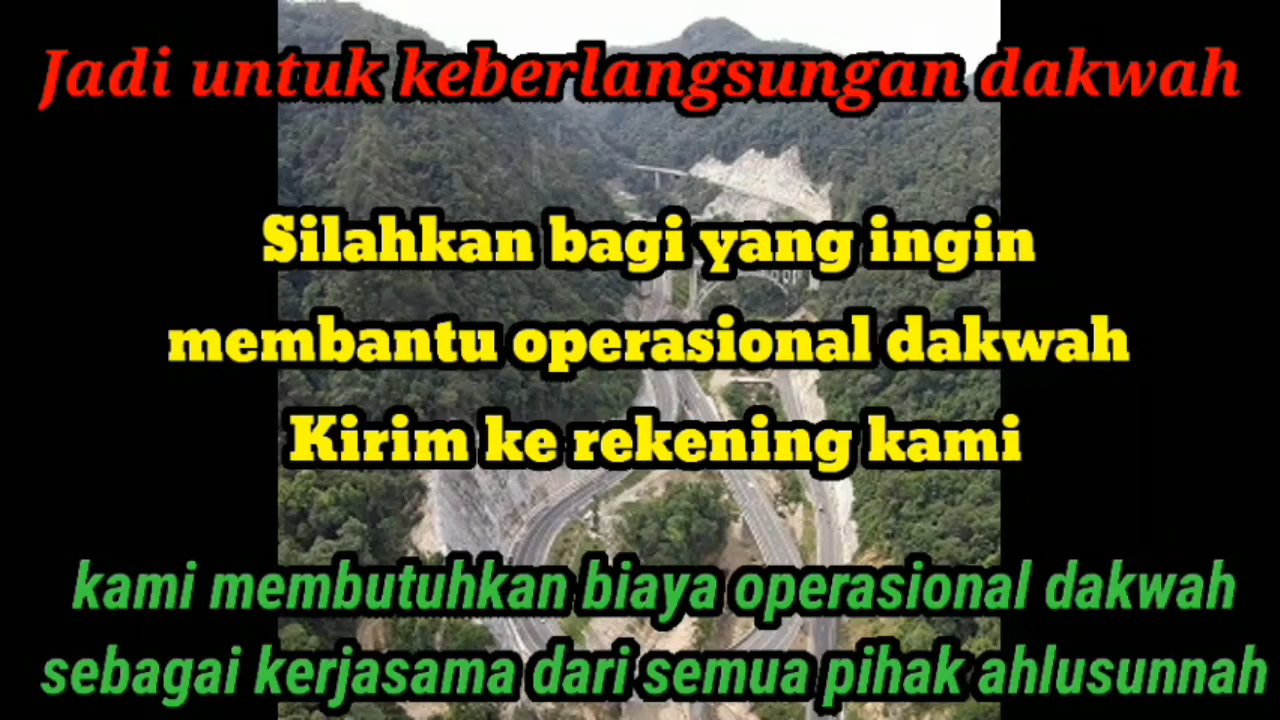 Jadi untuk keberlangsungan dakwah
Silahkan bagi yang ingin
membantu operasional dakwah
Kirim ke rekening kami
kami membutuhkan biaya operasional dakwah
sebagai kerjasama dari semua pihak ahlusunnah